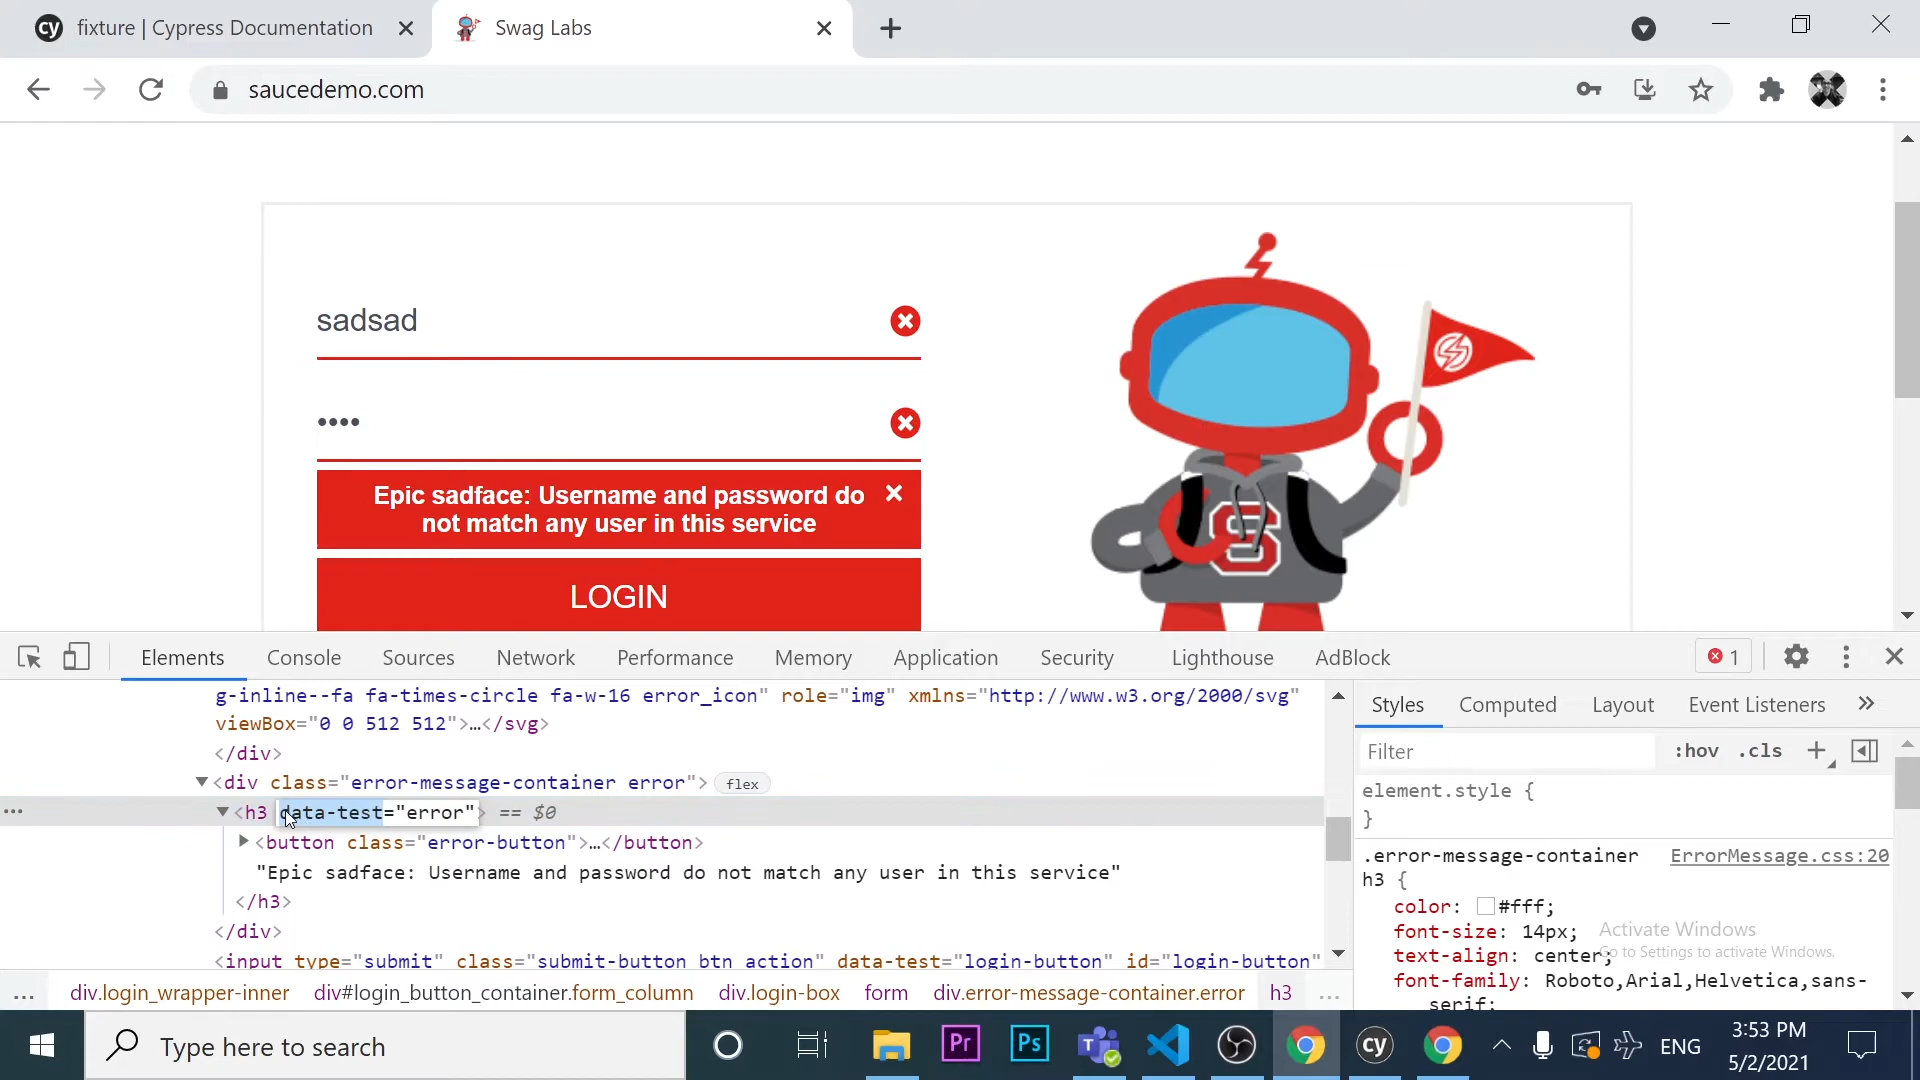 fixture | Cypress Documentation
Swag Labs
saucedemo.com
sadsad
••••
Epic sadface: Username and password do
not match any user in this service
LOGIN
Elements Console Sources Network Performance Memory Application Security Lighthouse AdBlock 1
g-inline--fa fa-times-circle fa-w-16 error_icon" role="img" xmlns="http://www.w3.org/2000/svg"
viewBox="0 0 512 512">…</svg>
</div>
<div class="error-message-container error"> flex
<h3 data-test="error"> == $0
<button class="error-button">…</button>
"Epic sadface: Username and password do not match any user in this service"
</h3>
</div>
<input type="submit" class="submit-button btn_action" data-test="login-button" id="login-button"
... div.login_wrapper-inner div#login_button_container.form_column div.login-box form div.error-message-container.error h3 ...
Styles Computed Layout Event Listeners
Filter :hov .cls
element.style {
}
.error-message-container ErrorMessage.css:20
h3 {
color: #fff;
font-size: 14px;
text-align: center;
font-family: Roboto,Arial,Helvetica,sans-
serif;
Activate Windows
Go to Settings to activate Windows.
Type here to search
Pr
Ps
cy
ENG
3:53 PM
5/2/2021